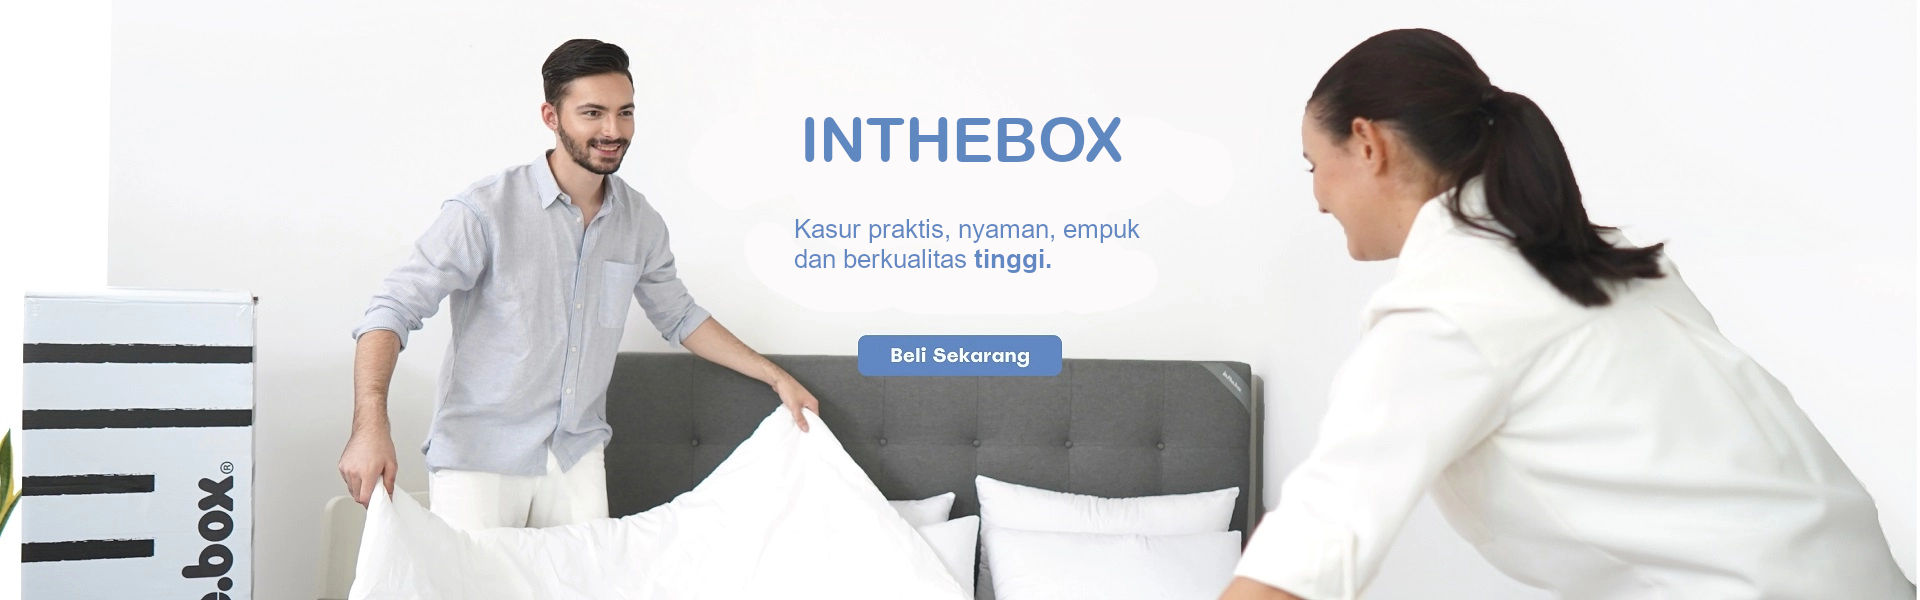 INTHEBOX
Kasur praktis, nyaman, empuk
dan berkualitas tinggi.
Beli Sekarang
e.box®